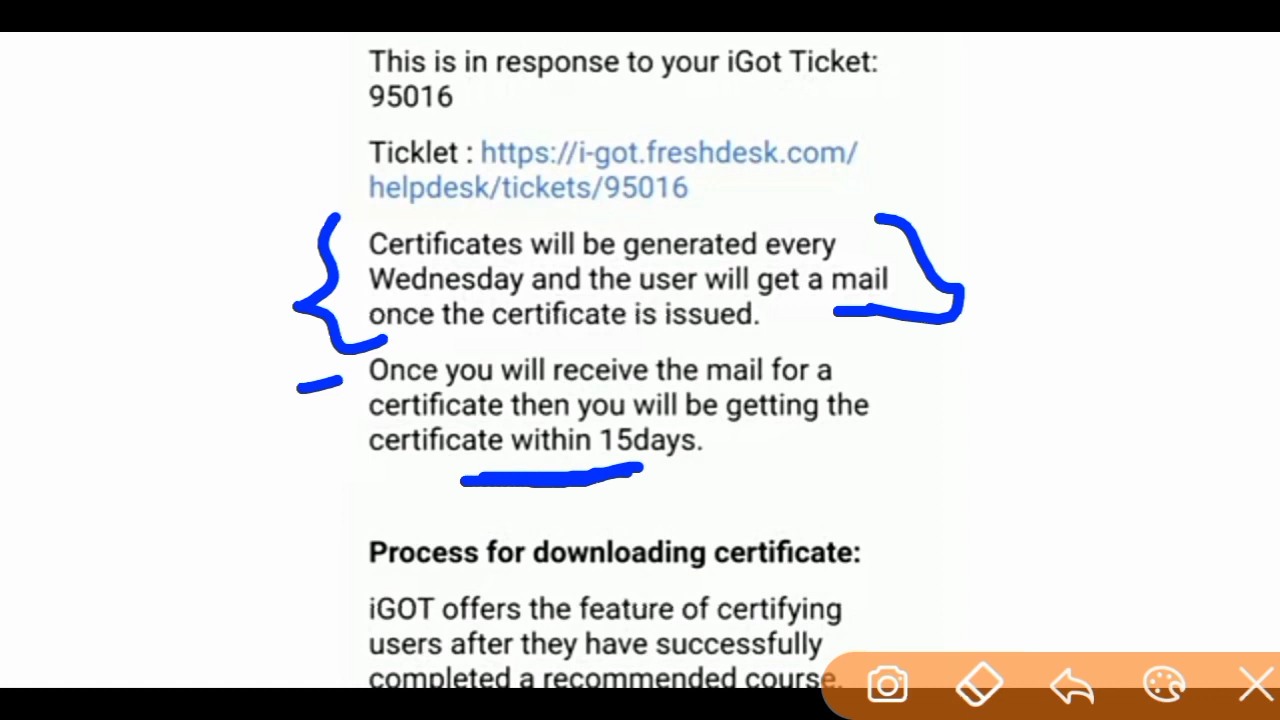 This is in response to your iGot Ticket:
95016
Ticklet : https://i-got.freshdesk.com/
helpdesk/tickets/95016
Certificates will be generated every
Wednesday and the user will get a mail
once the certificate is issued.
Once you will receive the mail for a
certificate then you will be getting the
certificate within 15days.
Process for downloading certificate:
iGOT offers the feature of certifying
users after they have successfully
completed a recommended course.